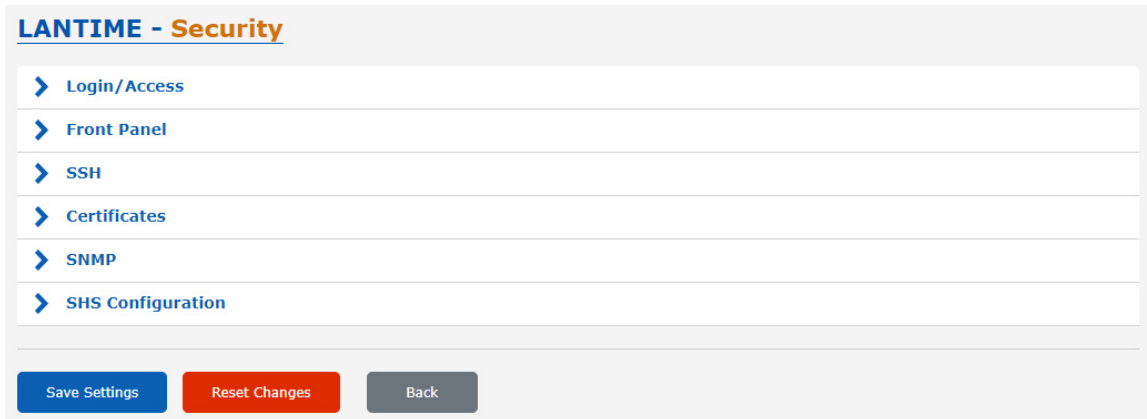 LANTIME - Security
Login/Access
Front Panel
SSH
Certificates
SNMP
SHS Configuration
Save Settings Reset Changes Back